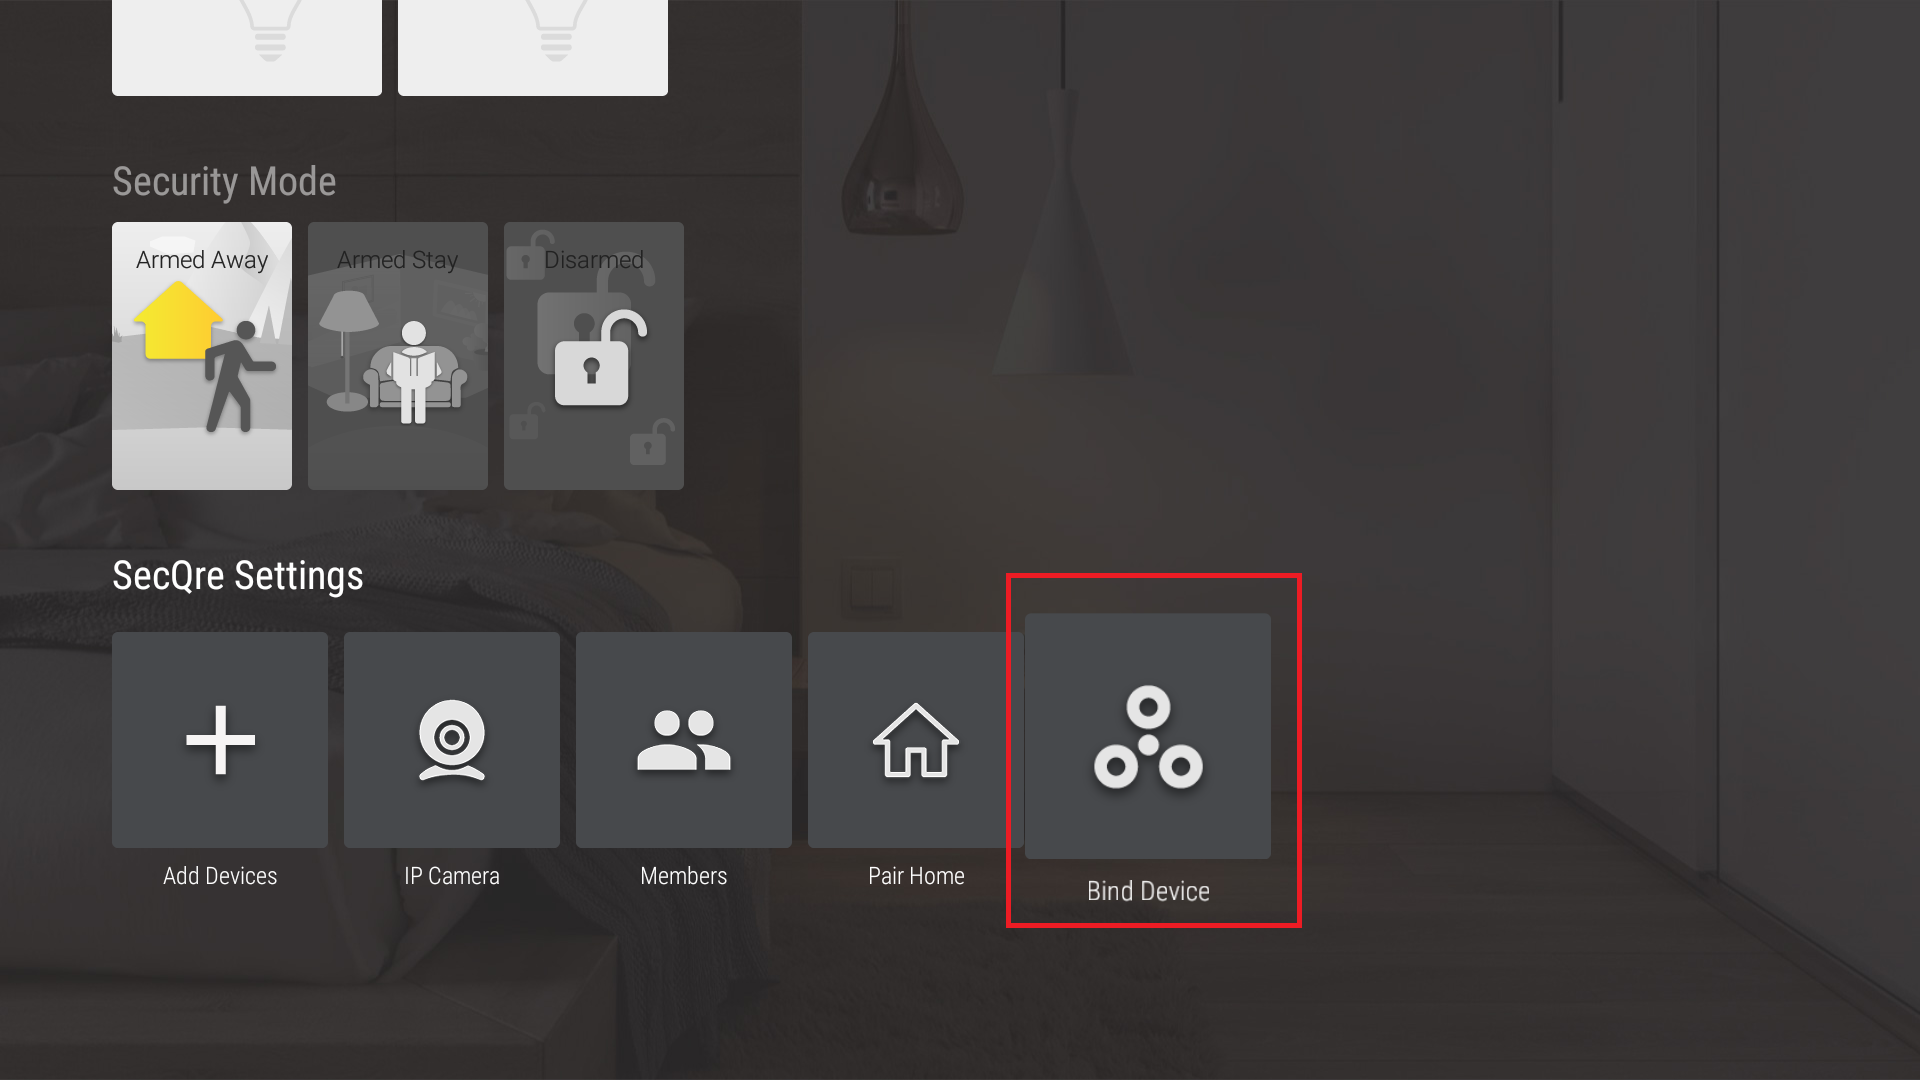 Security Mode
Armed Away
Armed Stay
Disarmed
SecQre Settings
Add Devices
IP Camera
Members
Pair Home
Bind Device